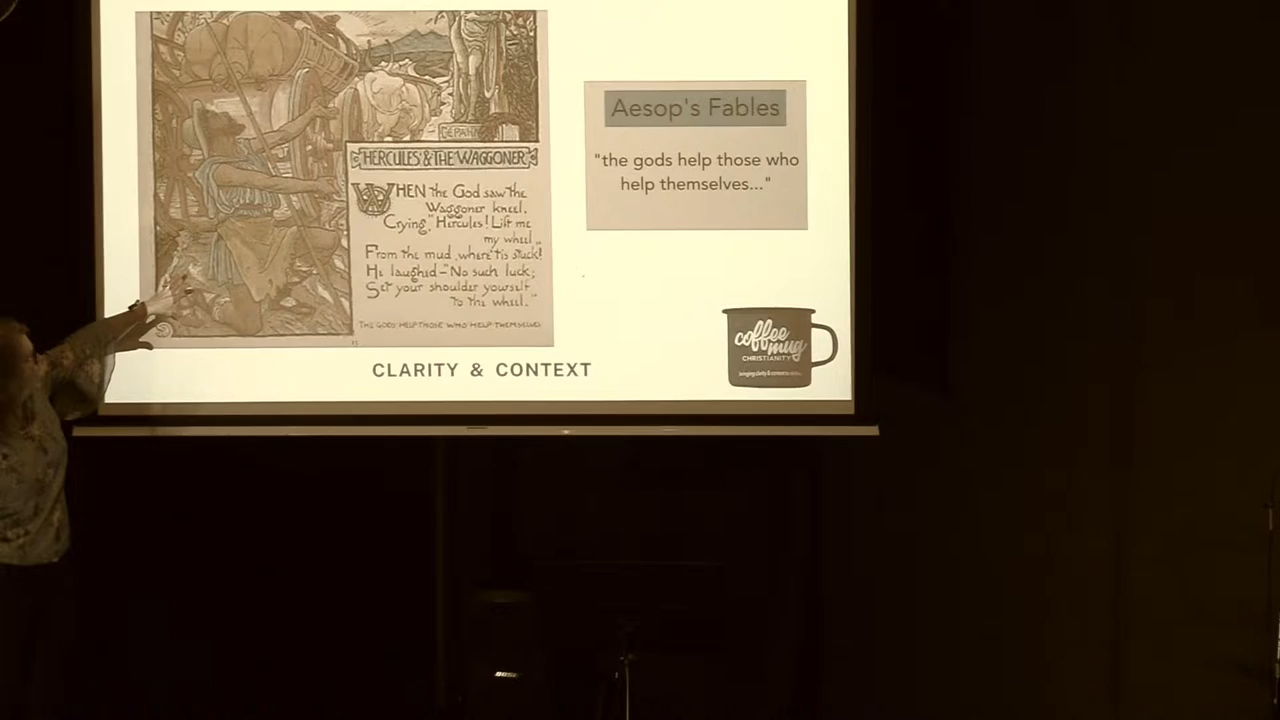 HERCULES & THE WAGGONER
WHEN the God saw the
Waggoner kneel,
Crying, "Hercules! Lift me
my wheel
From the mud, where 'tis stuck!
He laughed—"No such luck;
Set your shoulder yourself
to the wheel."
THE GODS HELP THOSE WHO HELP THEMSELVES
Aesop's Fables
"the gods help those who
help themselves..."
CLARITY & CONTEXT
coffee
mug
CHRISTIANITY
BOSE